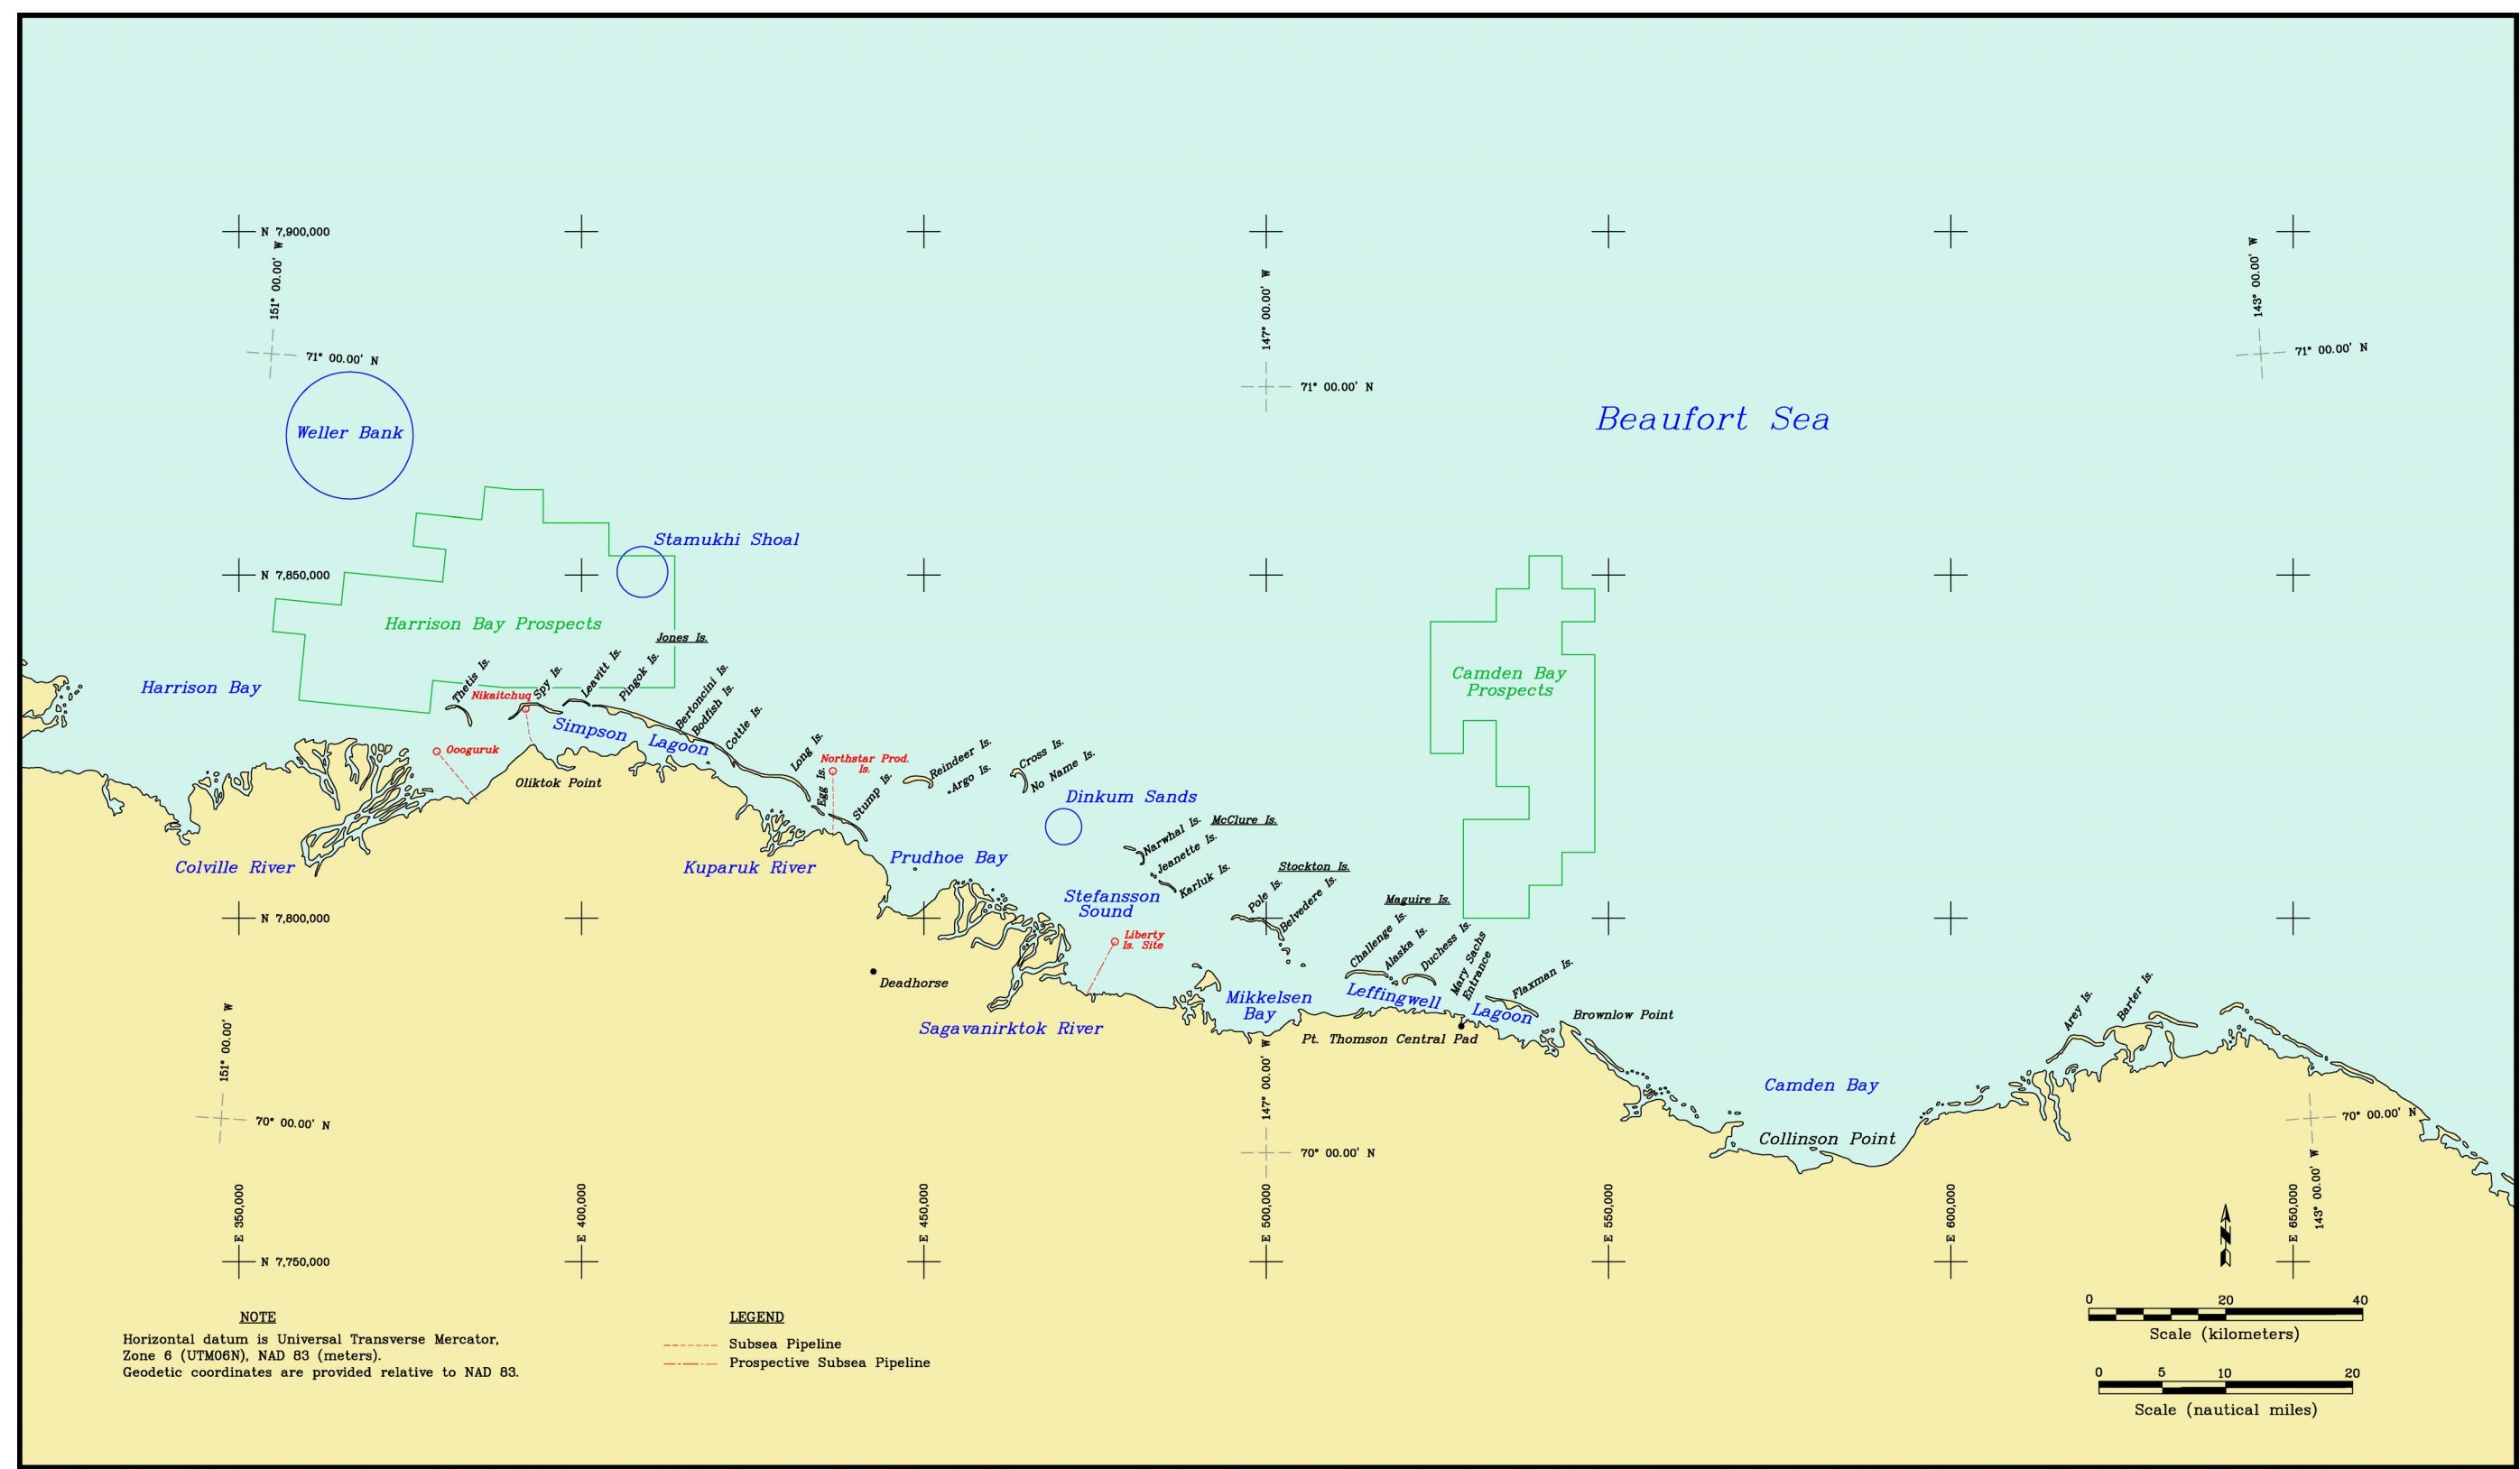 N 7,900,000
151° 00.00' W
71° 00.00' N
147° 00.00' W
71° 00.00' N
143° 00.00' W
71° 00.00' N
Beaufort Sea
Weller Bank
Stamukhi Shoal
N 7,850,000
Harrison Bay Prospects
Jones Is.
Camden Bay
Prospects
Harrison Bay
Thetis Is.
Nikaitchuq
Spy Is.
Leavitt Is.
Pingok Is.
Bertoncini Is.
Bodfish Is.
Cottle Is.
Simpson Lagoon
Oooguruk
Oliktok Point
Long Is.
Egg Is.
Northstar Prod.
Is.
Stump Is.
Reindeer Is.
Argo Is.
Cross Is.
No Name Is.
Dinkum Sands
Narwhal Is.
McClure Is.
Jeanette Is.
Karluk Is.
Colville River
Kuparuk River
Prudhoe Bay
Stefansson
Sound
Stockton Is.
Pole Is.
Belvedere Is.
Maguire Is.
N 7,800,000
Liberty
Is. Site
Challenge Is.
Alaska Is.
Duchess Is.
Mary Sachs
Entrance
Flaxman Is.
Deadhorse
Sagavanirktok River
Mikkelsen
Bay
Leffingwell Lagoon
Brownlow Point
Pt. Thomson Central Pad
Arey Is.
Barter Is.
Camden Bay
Collinson Point
151° 00.00' W
70° 00.00' N
147° 00.00' W
70° 00.00' N
70° 00.00' N
143° 00.00' W
E 350,000
E 400,000
E 450,000
E 500,000
E 550,000
E 600,000
E 650,000
N 7,750,000
N
NOTE
Horizontal datum is Universal Transverse Mercator,
Zone 6 (UTM06N), NAD 83 (meters).
Geodetic coordinates are provided relative to NAD 83.
LEGEND
Subsea Pipeline
Prospective Subsea Pipeline
0 20 40
Scale (kilometers)
0 5 10 20
Scale (nautical miles)